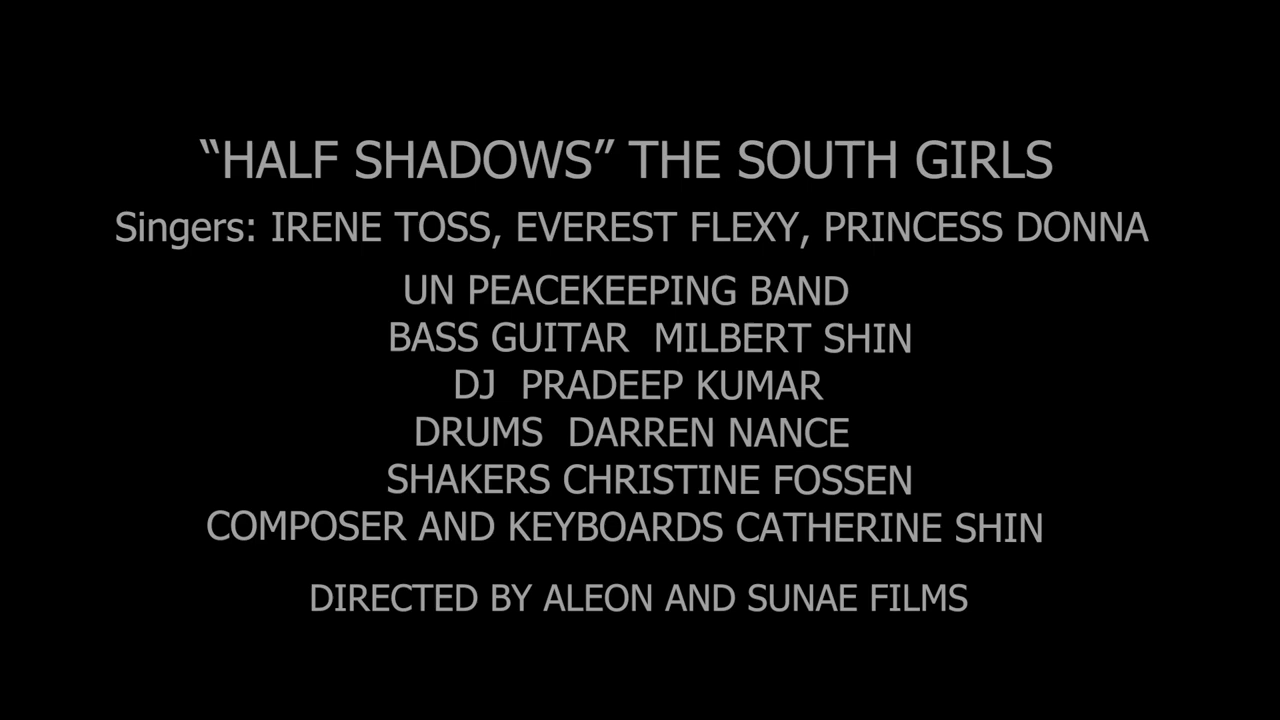 “HALF SHADOWS” THE SOUTH GIRLS
Singers: IRENE TOSS, EVEREST FLEXY, PRINCESS DONNA
UN PEACEKEEPING BAND
BASS GUITAR  MILBERT SHIN
DJ  PRADEEP KUMAR
DRUMS  DARREN NANCE
SHAKERS CHRISTINE FOSSEN
COMPOSER AND KEYBOARDS CATHERINE SHIN
DIRECTED BY ALEON AND SUNAE FILMS